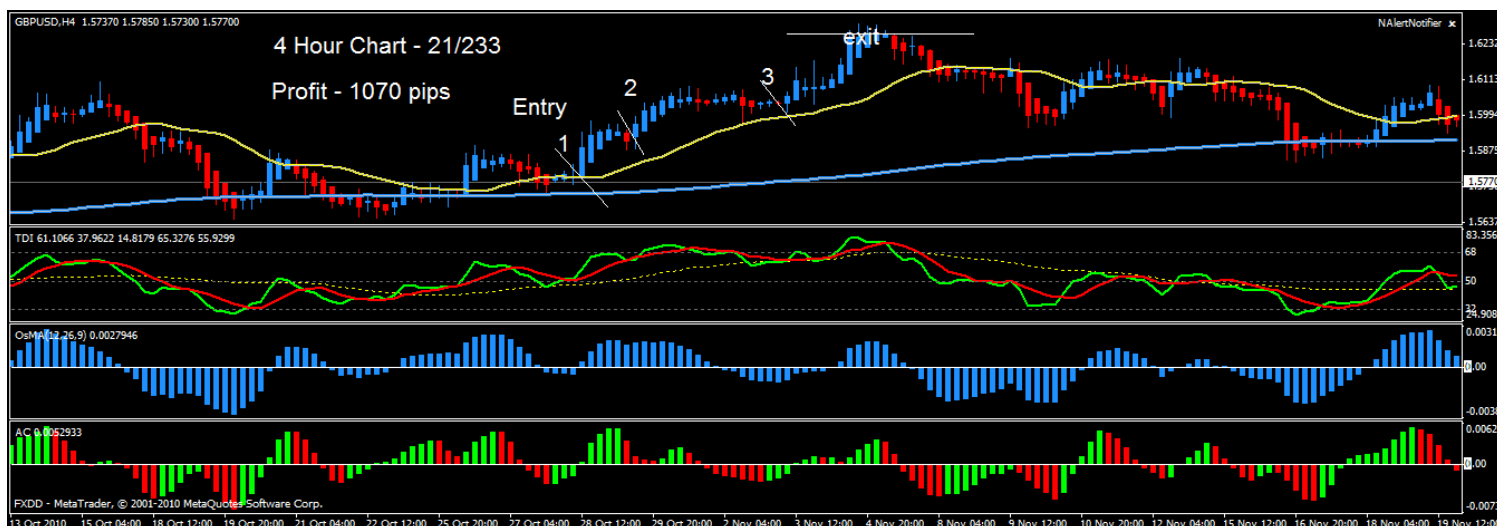 GBPUSD,H4 1.57370 1.57850 1.57300 1.57700
NAlertNotifier x
4 Hour Chart - 21/233
Profit - 1070 pips
Entry
1
2
3
exit
1.6232
1.6113
1.5994
1.5875
1.5770
1.5637
TDI 61.1066 37.9622 14.8179 65.3276 55.9299
83.356
68
50
32
24.908
OsMA(12,26,9) 0.0027946
0.0031
0.00
-0.0038
AC 0.0052933
0.0062
0.00
-0.007
FXDD - MetaTrader, © 2001-2010 MetaQuotes Software Corp.
13 Oct 2010 15 Oct 04:00 18 Oct 12:00 19 Oct 20:00 21 Oct 04:00 22 Oct 12:00 25 Oct 20:00 27 Oct 04:00 28 Oct 12:00 29 Oct 20:00 2 Nov 04:00 3 Nov 12:00 4 Nov 20:00 8 Nov 04:00 9 Nov 12:00 10 Nov 20:00 12 Nov 04:00 15 Nov 12:00 16 Nov 20:00 18 Nov 04:00 19 Nov 12:00